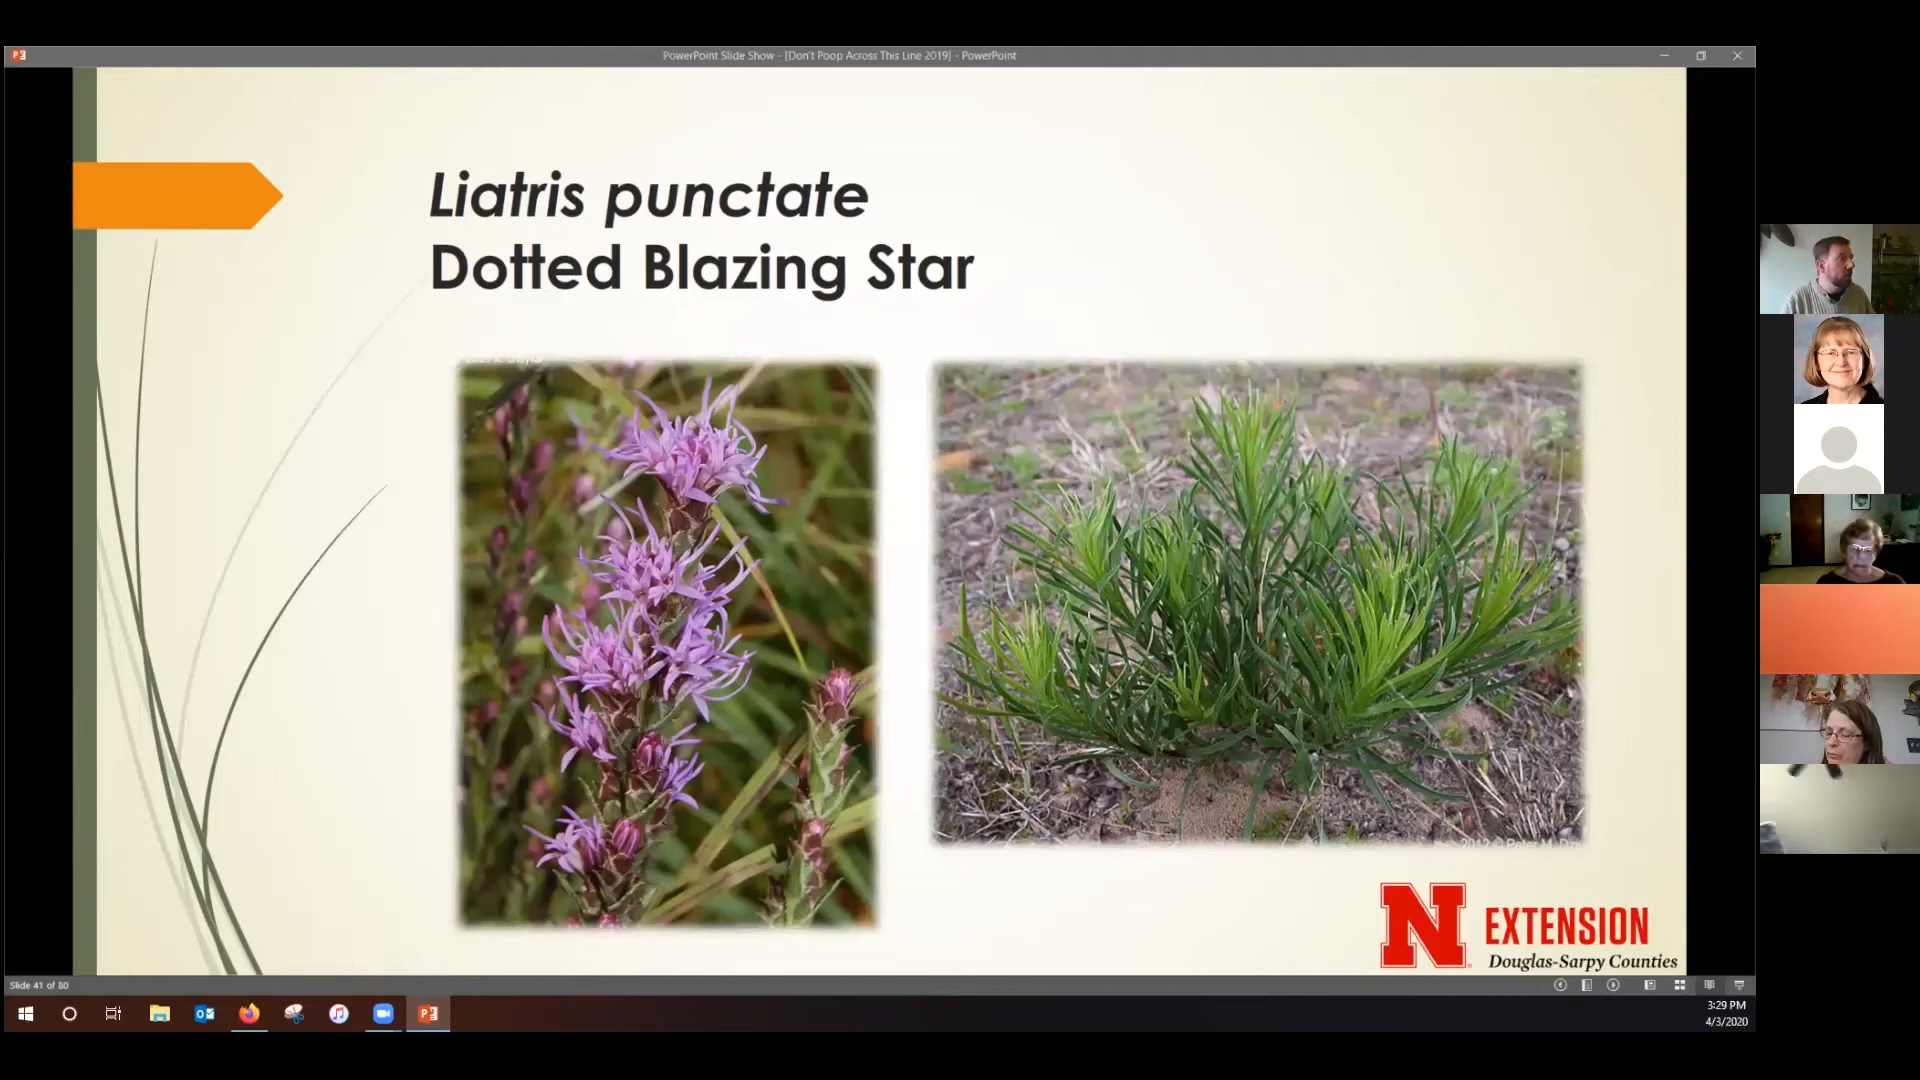 PowerPoint Slide Show - [Don't Poop Across This Line 2019] - PowerPoint
Liatris punctate
Dotted Blazing Star
N EXTENSION
Douglas-Sarpy Counties
Slide 41 of 80
3:29 PM
4/3/2020